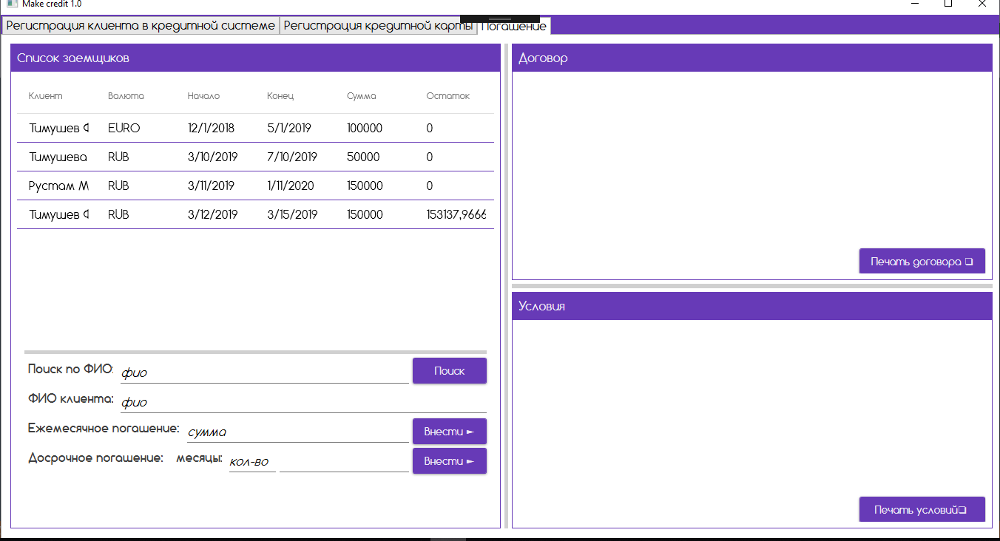 Make credit 1.0
Регистрация клиента в кредитной системе Регистрация кредитной карты Погашение
Список заемщиков
Клиент Валюта Начало Конец Сумма Остаток
Тимушев Ф EURO 12/1/2018 5/1/2019 100000 0
Тимушева RUB 3/10/2019 7/10/2019 50000 0
Рустам М RUB 3/11/2019 1/11/2020 150000 0
Тимушев Ф RUB 3/12/2019 3/15/2019 150000 153137,9666
Поиск по ФИО: фио Поиск
ФИО клиента: фио
Ежемесячное погашение: сумма Внести ►
Досрочное погашение: месяцы: кол-во Внести ►
Договор
Печать договора ❏
Условия
Печать условий❏